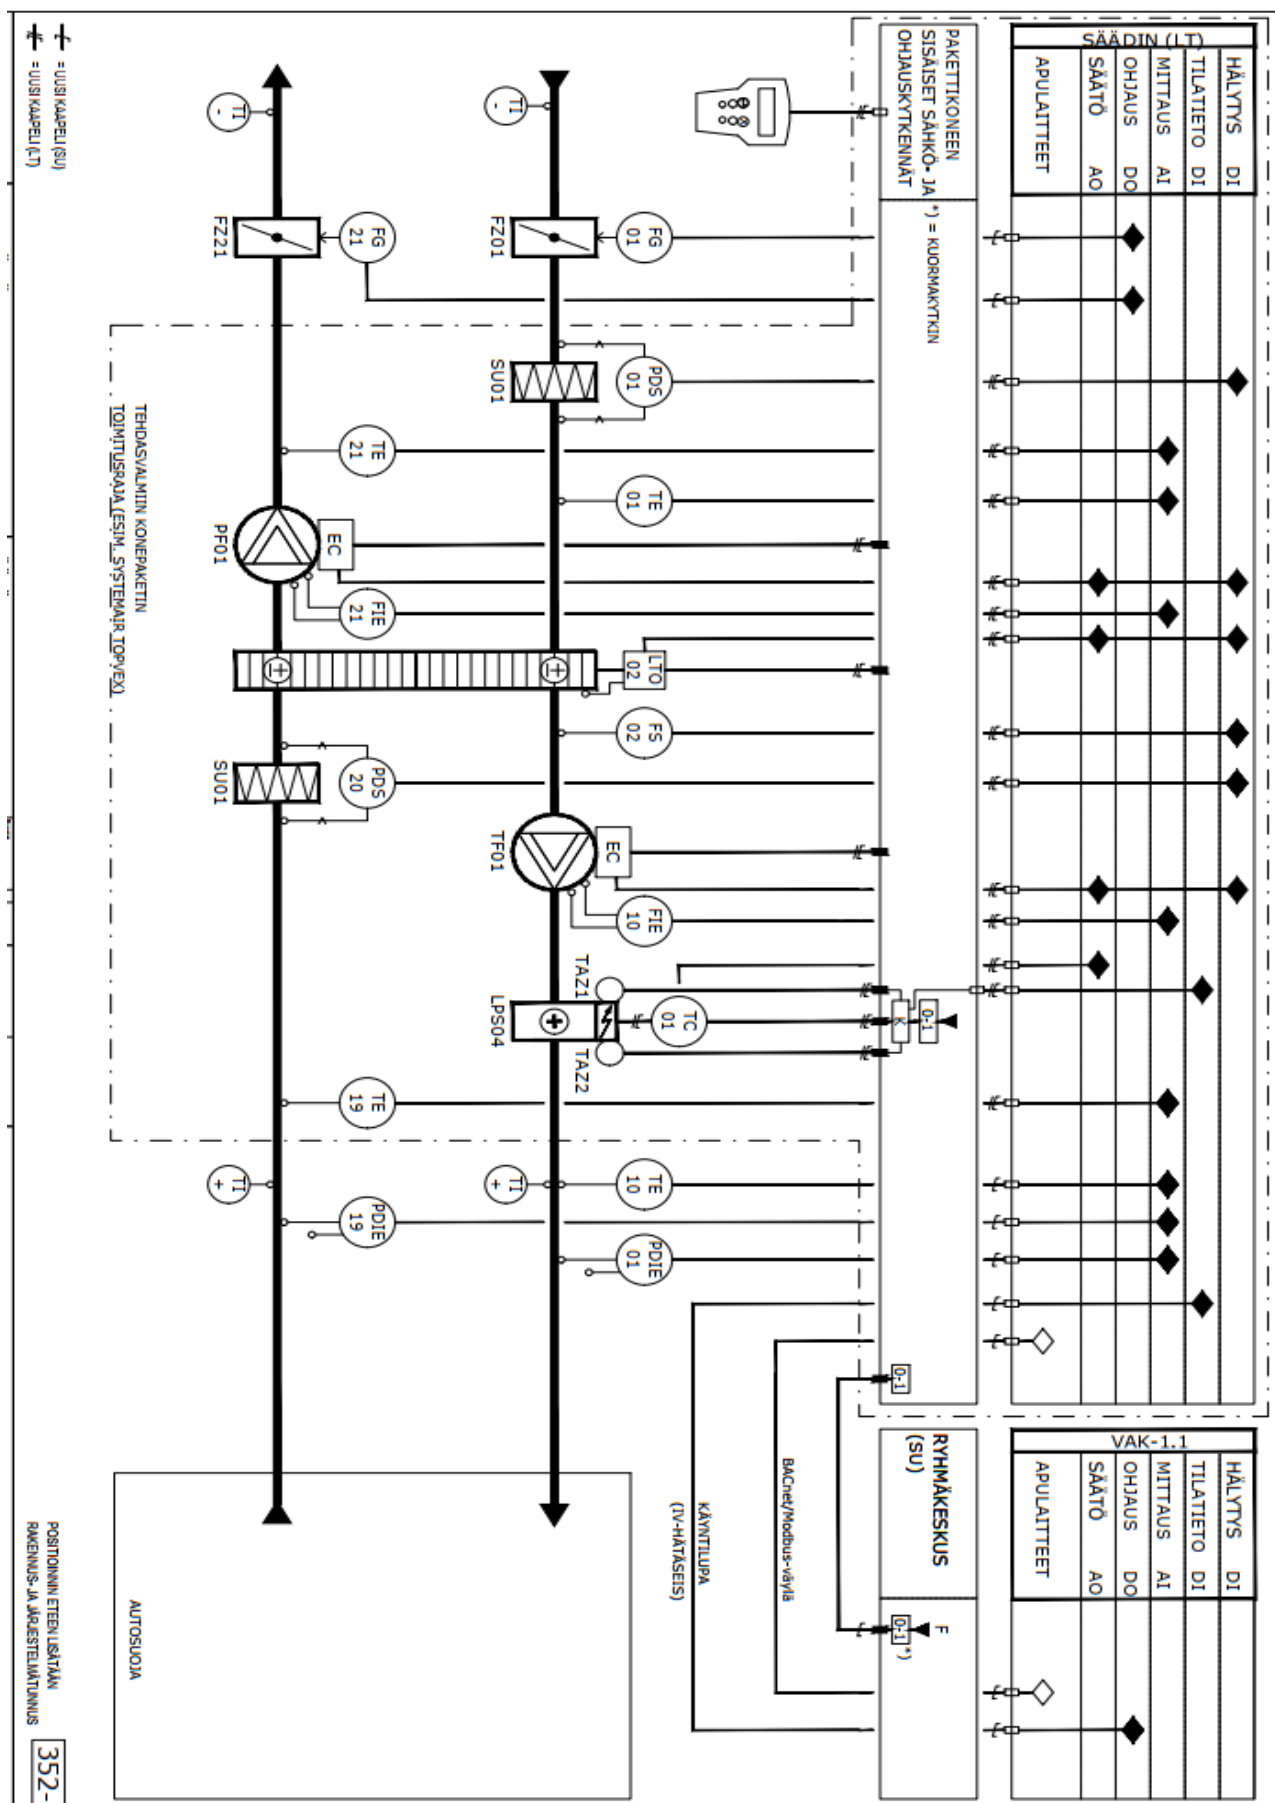 SÄÄDIN (LT)
HÄLYTYS DI
TILATIETO DI
MITTAUS AI
OHJAUS DO
SÄÄTÖ AO
APULAITTEET
VAK-1.1
HÄLYTYS DI
TILATIETO DI
MITTAUS AI
OHJAUS DO
SÄÄTÖ AO
APULAITTEET
PAKETTIKONEEN
SISÄISET SÄHKÖ- JA
OHJAUSKYTKENNÄT
*) = KUORMAKYTKIN
K
0-1
0-1
RYHMÄKESKUS
(SU)
F
0-1
*)
BACnet/Modbus-väylä
KÄYNTILUPA
(IV-HÄTÄSEIS)
FG
01
PDS
01
TE
01
LTO
02
FS
02
EC
FIE
10
TAZ1
TC
01
TAZ2
TE
10
PDIE
01
TI
-
FZ01
SU01
TF01
LPS04
TI
+
FG
21
TE
21
EC
FIE
21
PDS
20
TE
19
PDIE
19
TI
-
FZ21
PF01
SU01
TI
+
AUTOSUOJA
TEHDASVALMIIN KONEPAKETIN
TOIMITUSRAJA (ESIM. SYSTEMAIR TOPVEX)
= UUSI KAAPELI (SU)
= UUSI KAAPELI (LT)
POSITIOINNIN ETEEN LISÄTÄÄN
RAKENNUS- JA JÄRJESTELMÄTUNNUS
352-